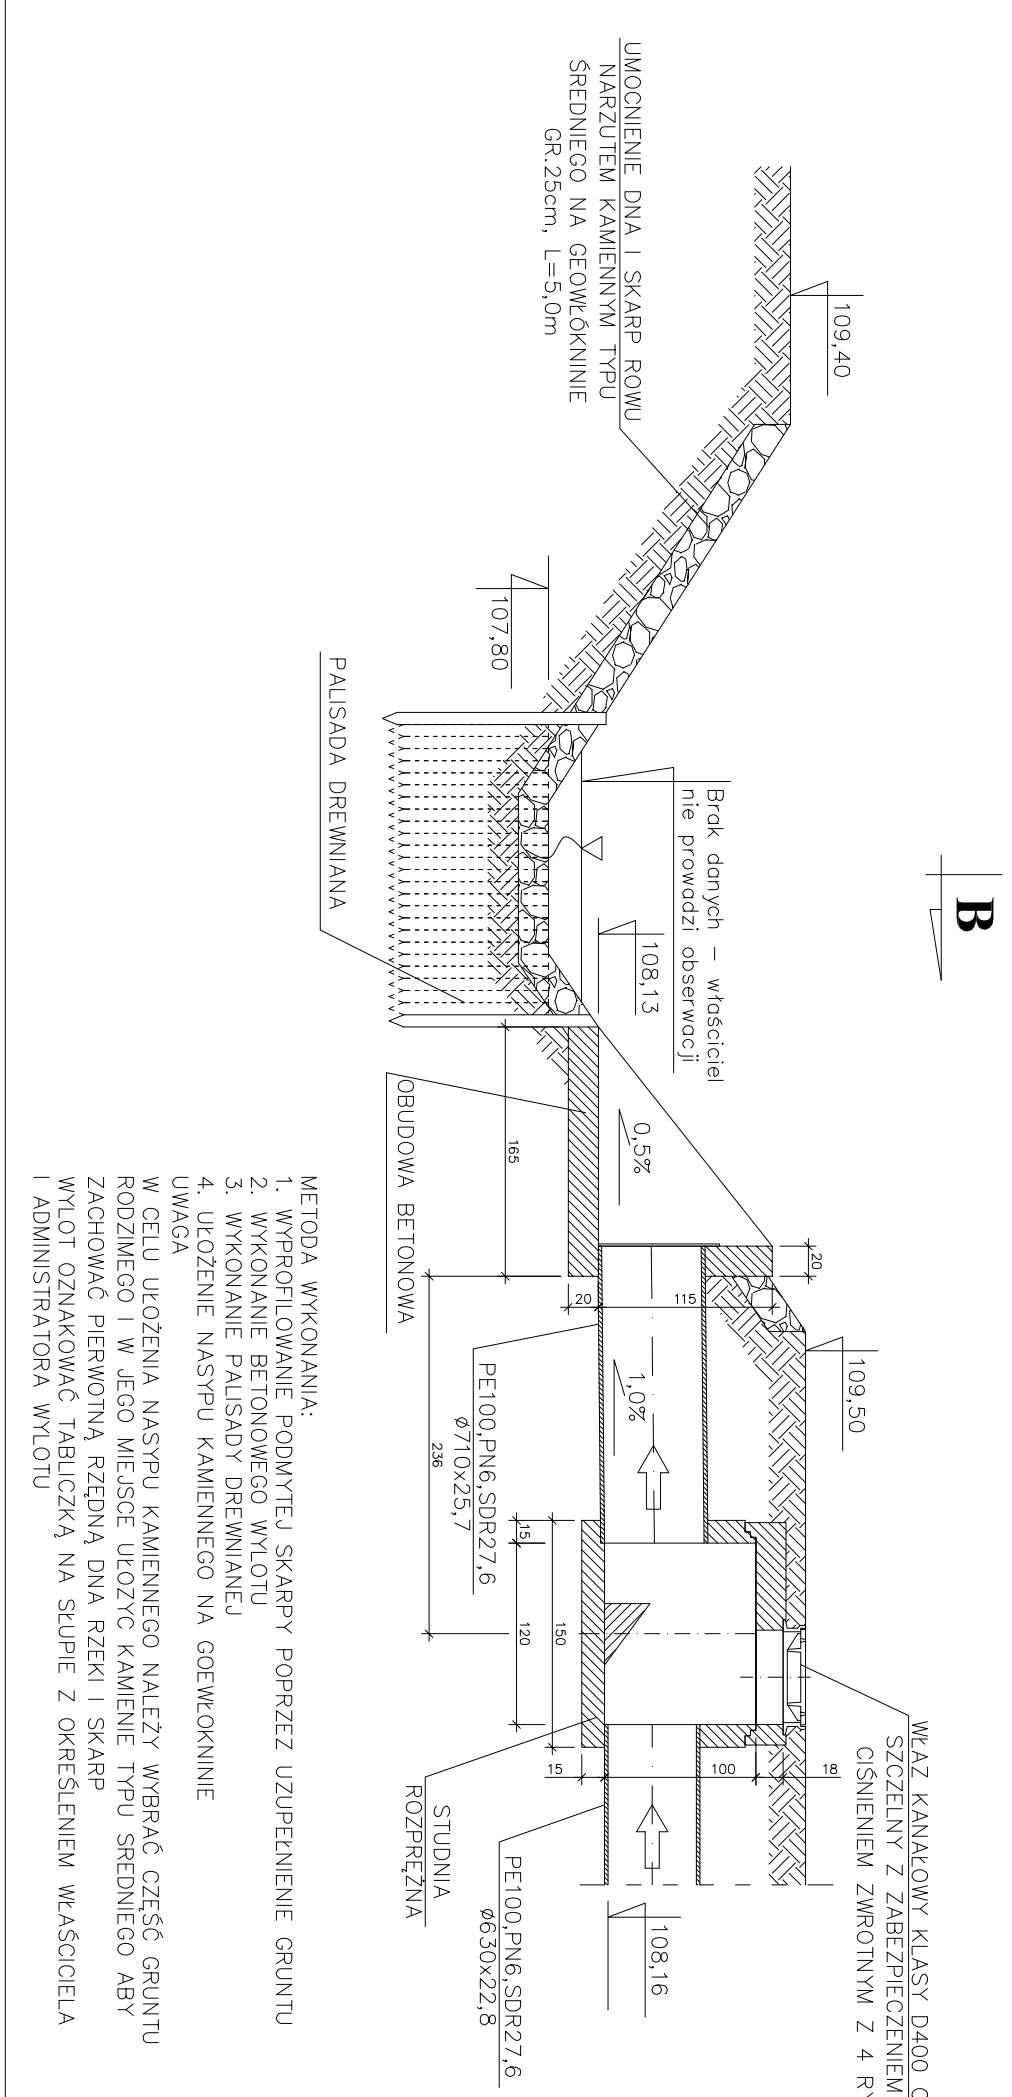 B
WŁAZ KANAŁOWY KLASY D400
SZCZELNY Z ZABEZPIECZENIEM
CIŚNIENIEM ZWROTNYM Z 4
109,40
109,50
Brak danych – właściciel
nie prowadzi obserwacji
108,13
UMOCNIENIE DNA I SKARP ROWU
NARZUTEM KAMIENNYM TYPU
ŚREDNIEGO NA GEOWŁÓKNINIE
GR.25cm, L=5,0m
107,80
0,5%
20
20
115
1,0%
18
100
15
108,16
165
15
120
150
236
PALISADA DREWNIANA
OBUDOWA BETONOWA
PE100,PN6,SDR27,6
ø710x25,7
PE100,PN6,SDR27,6
ø630x22,8
STUDNIA
ROZPRĘŻNA
METODA WYKONANIA:
1. WYPROFILOWANIE PODMYTEJ SKARPY POPRZEZ UZUPEŁNIENIE GRUNTU
2. WYKONANIE BETONOWEGO WYLOTU
3. WYKONANIE PALISADY DREWNIANEJ
4. UŁOŻENIE NASYPU KAMIENNEGO NA GOEWŁOKNINIE
UWAGA
W CELU UŁOŻENIA NASYPU KAMIENNEGO NALEŻY WYBRAĆ CZĘŚĆ GRUNTU
RODZIMEGO I W JEGO MIEJSCE UŁOZYC KAMIENIE TYPU SREDNIEGO ABY
ZACHOWAĆ PIERWOTNĄ RZĘDNĄ DNA RZEKI I SKARP
WYLOT OZNAKOWAĆ TABLICZKĄ NA SŁUPIE Z OKREŚLENIEM WŁAŚCICIELA
I ADMINISTRATORA WYLOTU